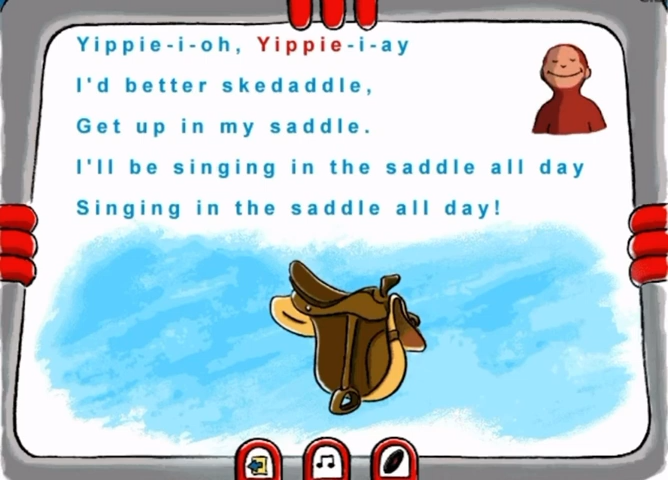 Yippie-i-oh, Yippie-i-ay
I'd better skedaddle,
Get up in my saddle.
I'll be singing in the saddle all day
Singing in the saddle all day!